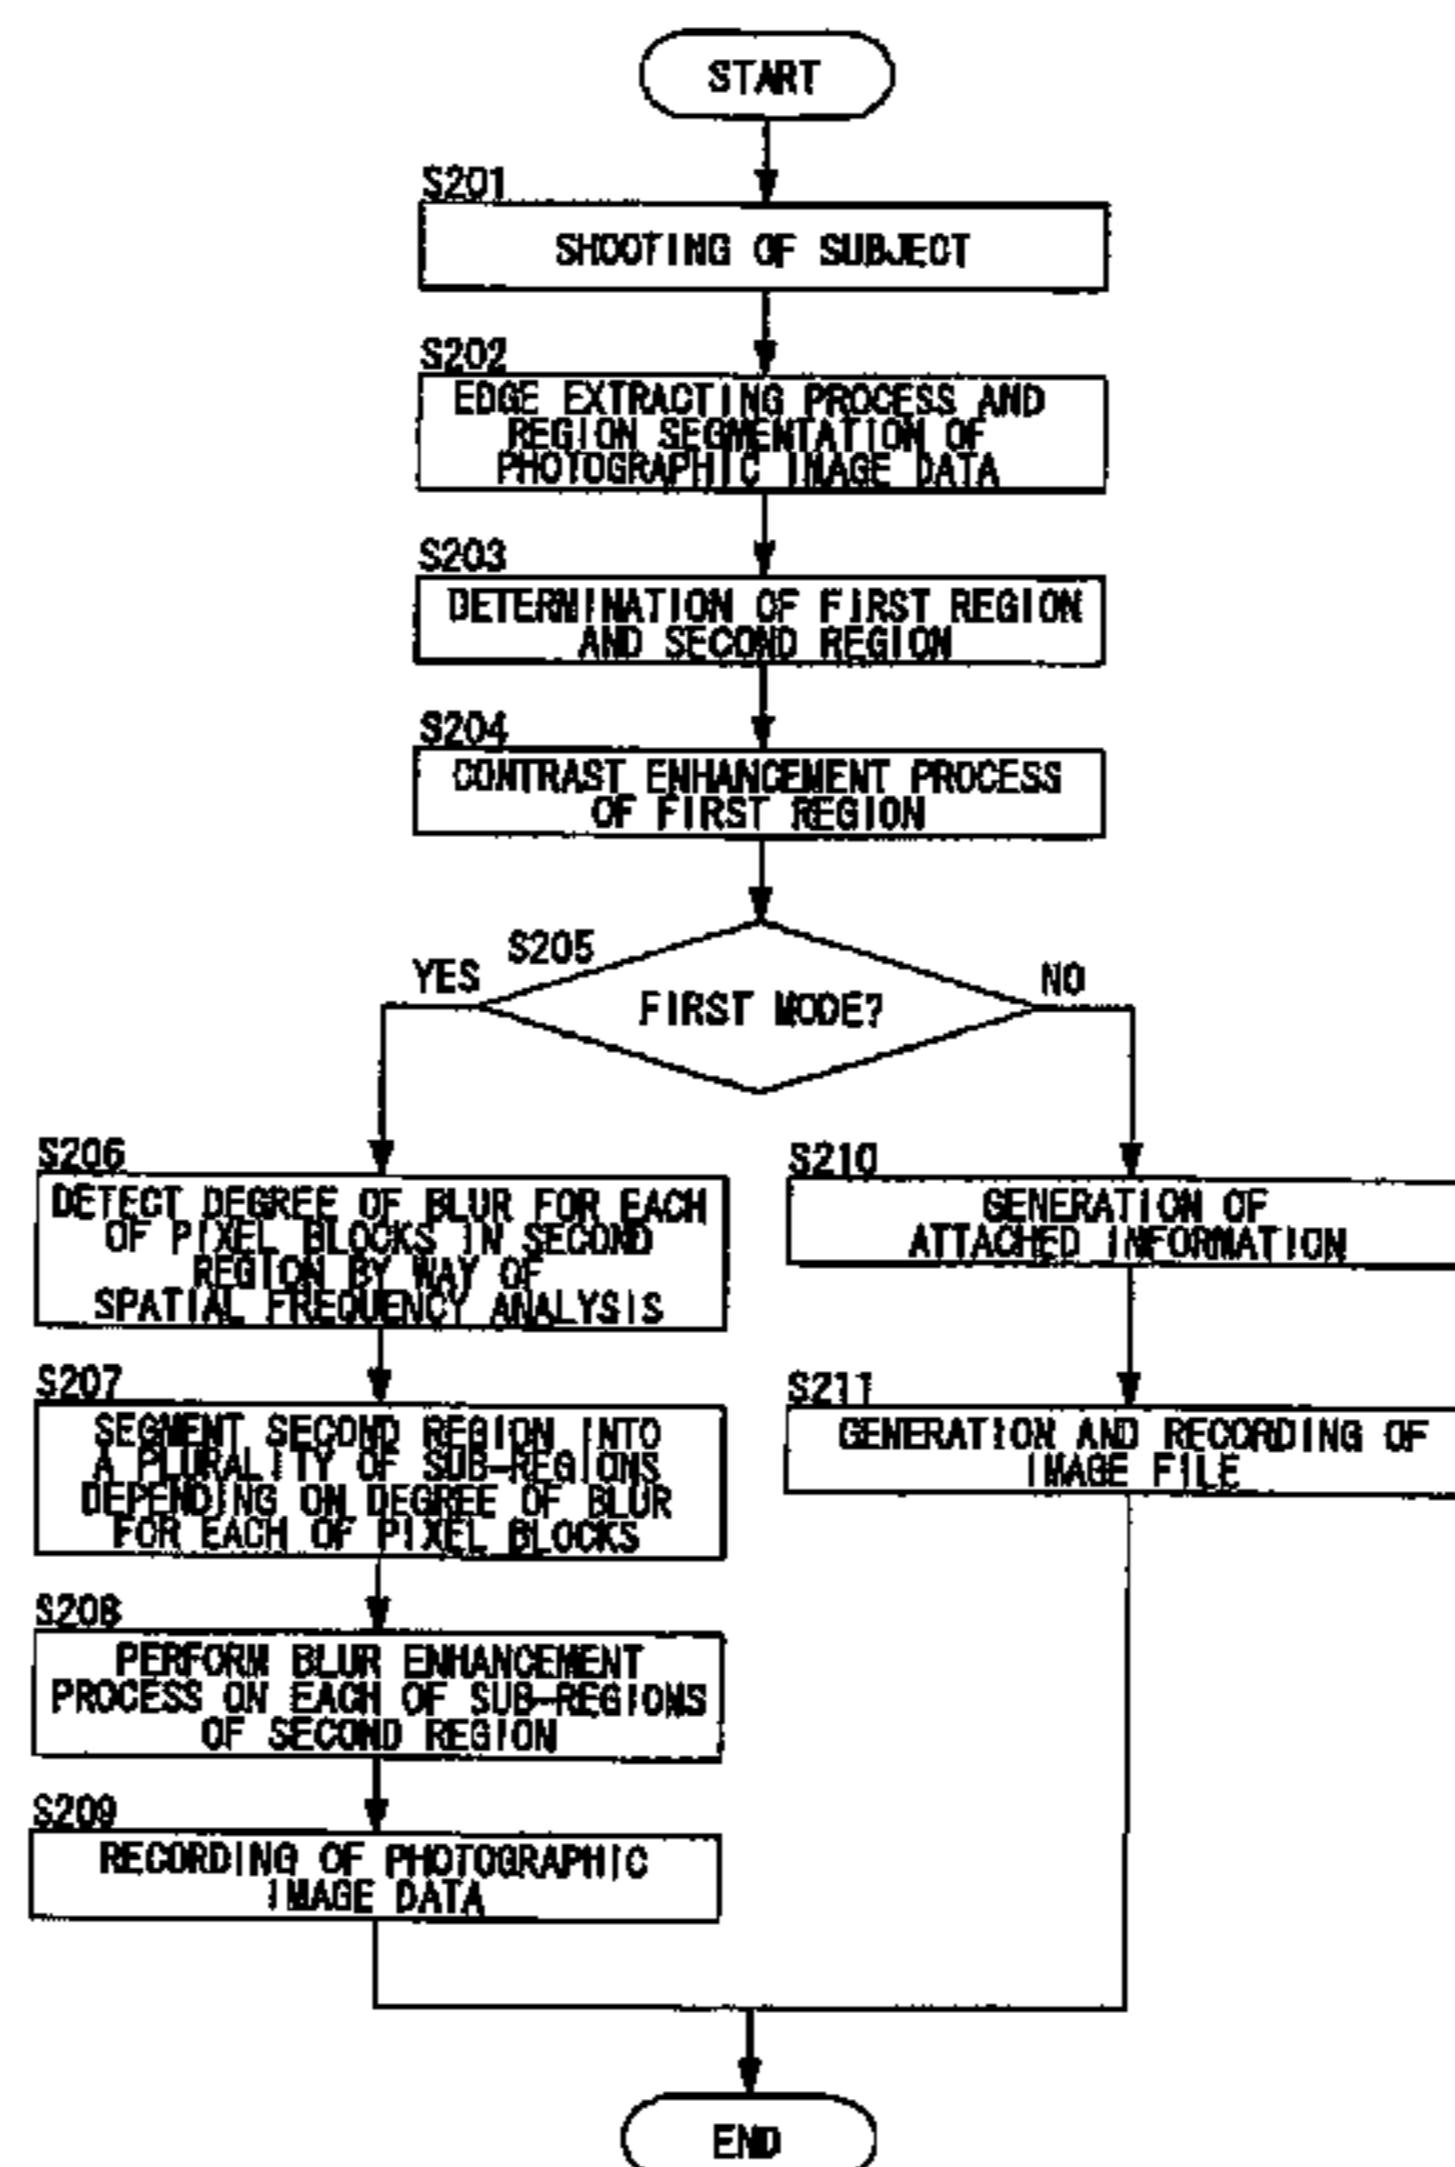 START
S201
SHOOTING OF SUBJECT
S202
EDGE EXTRACTING PROCESS AND
REGION SEGMENTATION OF
PHOTOGRAPHIC IMAGE DATA
S203
DETERMINATION OF FIRST REGION
AND SECOND REGION
S204
CONTRAST ENHANCEMENT PROCESS
OF FIRST REGION
S205
FIRST MODE?
YES
NO
S206
DETECT DEGREE OF BLUR FOR EACH
OF PIXEL BLOCKS IN SECOND
REGION BY WAY OF
SPATIAL FREQUENCY ANALYSIS
S207
SEGMENT SECOND REGION INTO
A PLURALITY OF SUB-REGIONS
DEPENDING ON DEGREE OF BLUR
FOR EACH OF PIXEL BLOCKS
S208
PERFORM BLUR ENHANCEMENT
PROCESS ON EACH OF SUB-REGIONS
OF SECOND REGION
S209
RECORDING OF PHOTOGRAPHIC
IMAGE DATA
S210
GENERATION OF
ATTACHED INFORMATION
S211
GENERATION AND RECORDING OF
IMAGE FILE
END